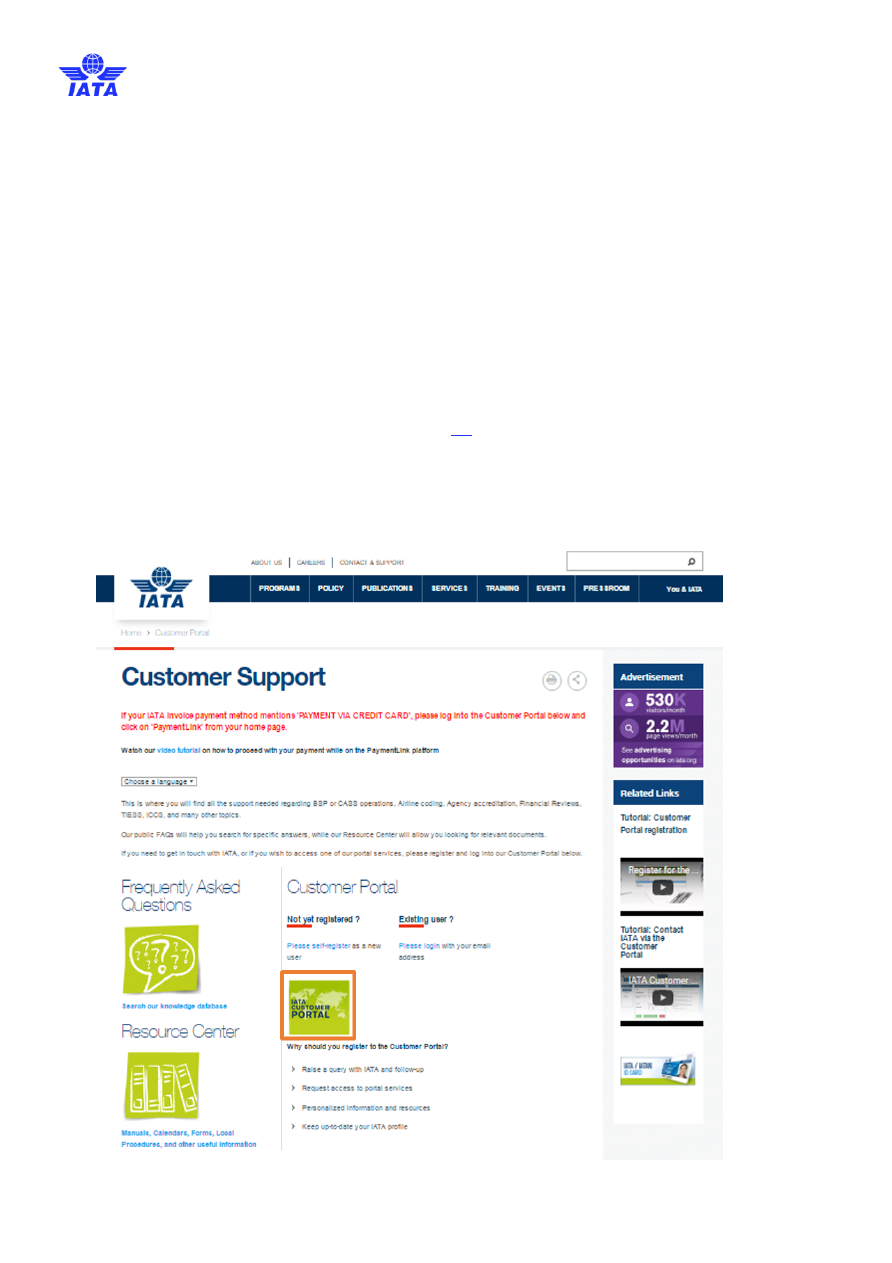 IATA
ABOUT US
CAREERS
CONTACT & SUPPORT
IATA
PROGRAMS
POLICY
PUBLICATIONS
SERVICES
TRAINING
EVENTS
PRESSROOM
You & IATA
Home › Customer Portal
Customer Support
If your IATA invoice payment method mentions 'PAYMENT VIA CREDIT CARD', please log into the Customer Portal below and
click on 'PaymentLink' from your home page.
Watch our video tutorial on how to proceed with your payment while on the PaymentLink platform
Choose a language
This is where you will find all the support needed regarding BSP or CASS operations, Airline coding, Agency accreditation, Financial Reviews,
TIESS, ICCS, and many other topics.
Our public FAQs will help you search for specific answers, while our Resource Center will allow you looking for relevant documents.
If you need to get in touch with IATA, or if you wish to access one of our portal services, please register and log into our Customer Portal below.
Frequently Asked
Questions
Search our knowledge database
Resource Center
Manuals, Calendars, Forms, Local
Procedures, and other useful information
Customer Portal
Not yet registered ?
Please self-register as a new
user
Existing user ?
Please login with your email
address
IATA
CUSTOMER
PORTAL
Why should you register to the Customer Portal?
› Raise a query with IATA and follow-up
› Request access to portal services
› Personalized information and resources
› Keep up-to-date your IATA profile
Advertisement
530K
visitors/month
2.2M
page views/month
See advertising
opportunities on iata.org
Related Links
Tutorial: Customer
Portal registration
Register for the ...
Tutorial: Contact
IATA via the
Customer
Portal
IATA Customer ...
IATA / IATAN
ID CARD